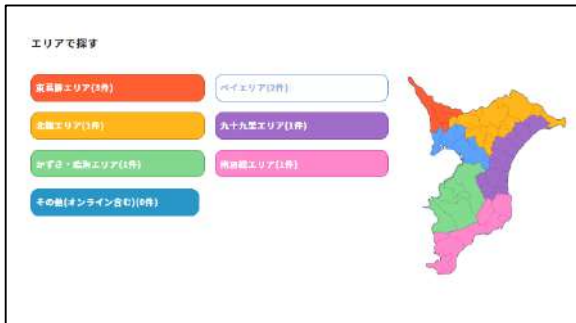 エリアで探す
東葛飾エリア(3件)
ベイエリア(2件)
北総エリア(1件)
九十九里エリア(1件)
かずさ・臨海エリア(1件)
南房総エリア(1件)
その他(オンライン含む)(0件)